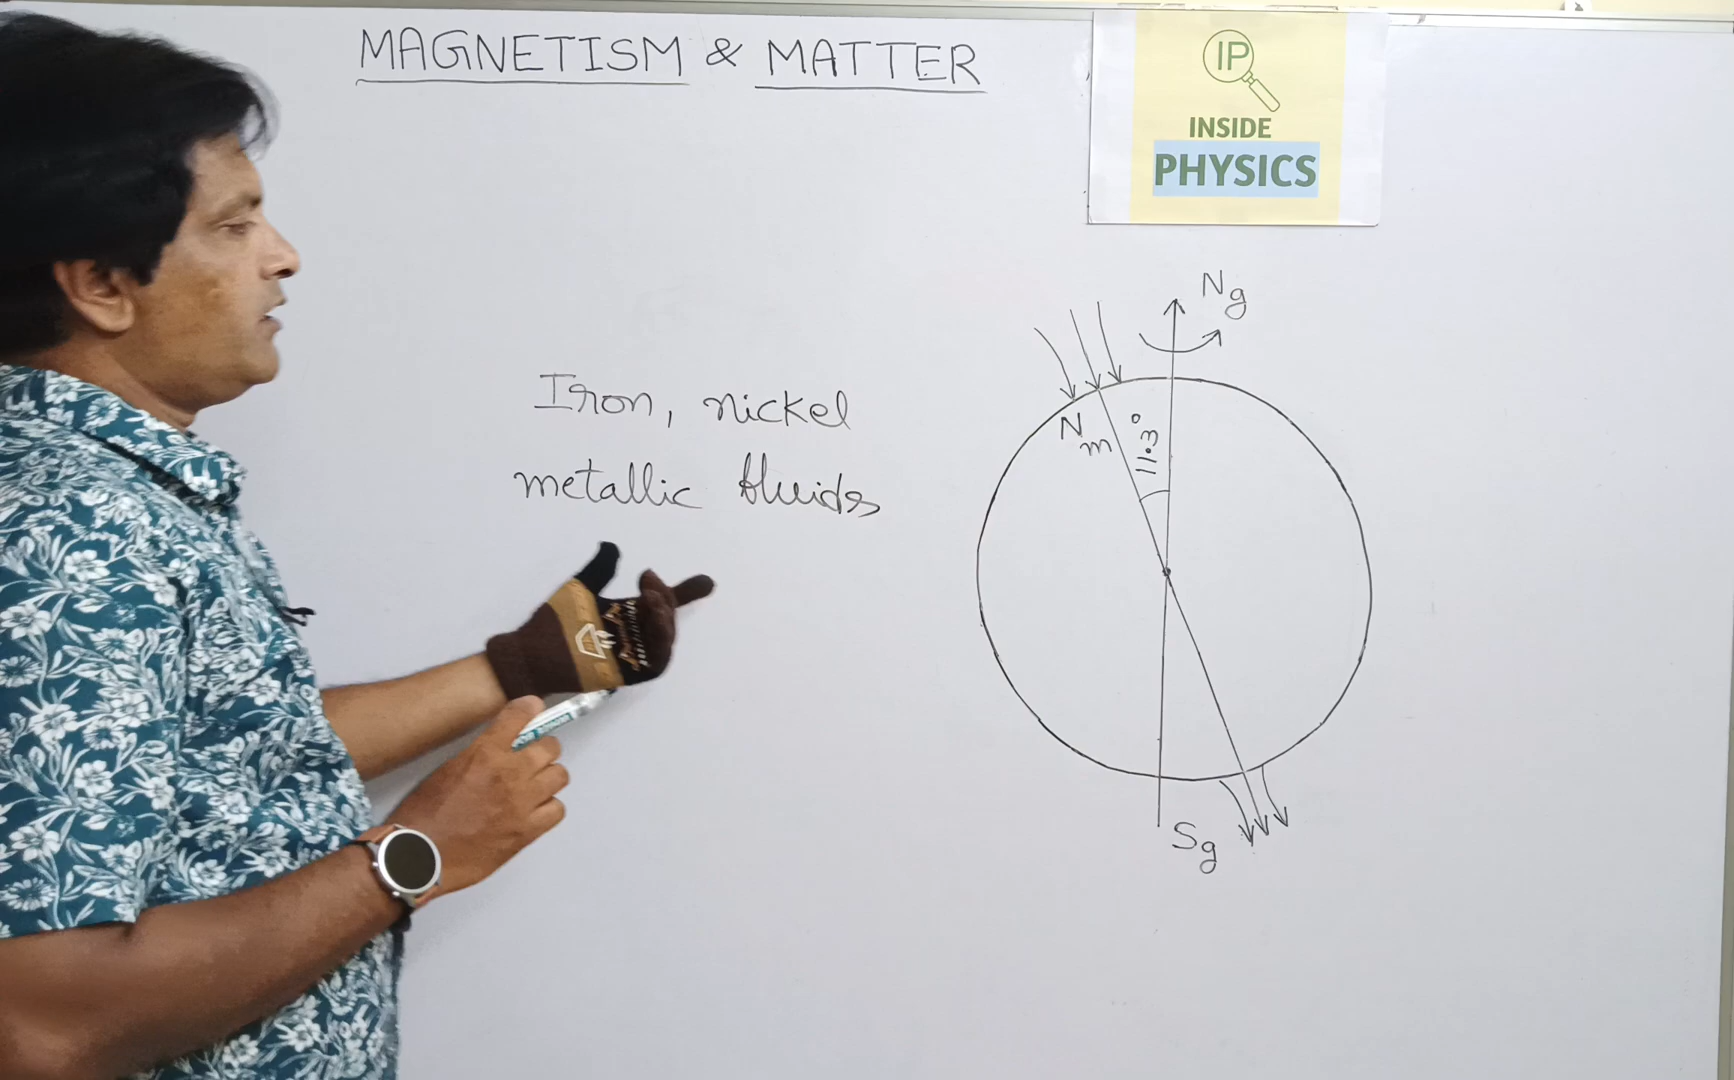 MAGNETISM & MATTER
IP
INSIDE
PHYSICS
Ng
Iron, nickel
metallic fluids
Nm
11.3°
Sg